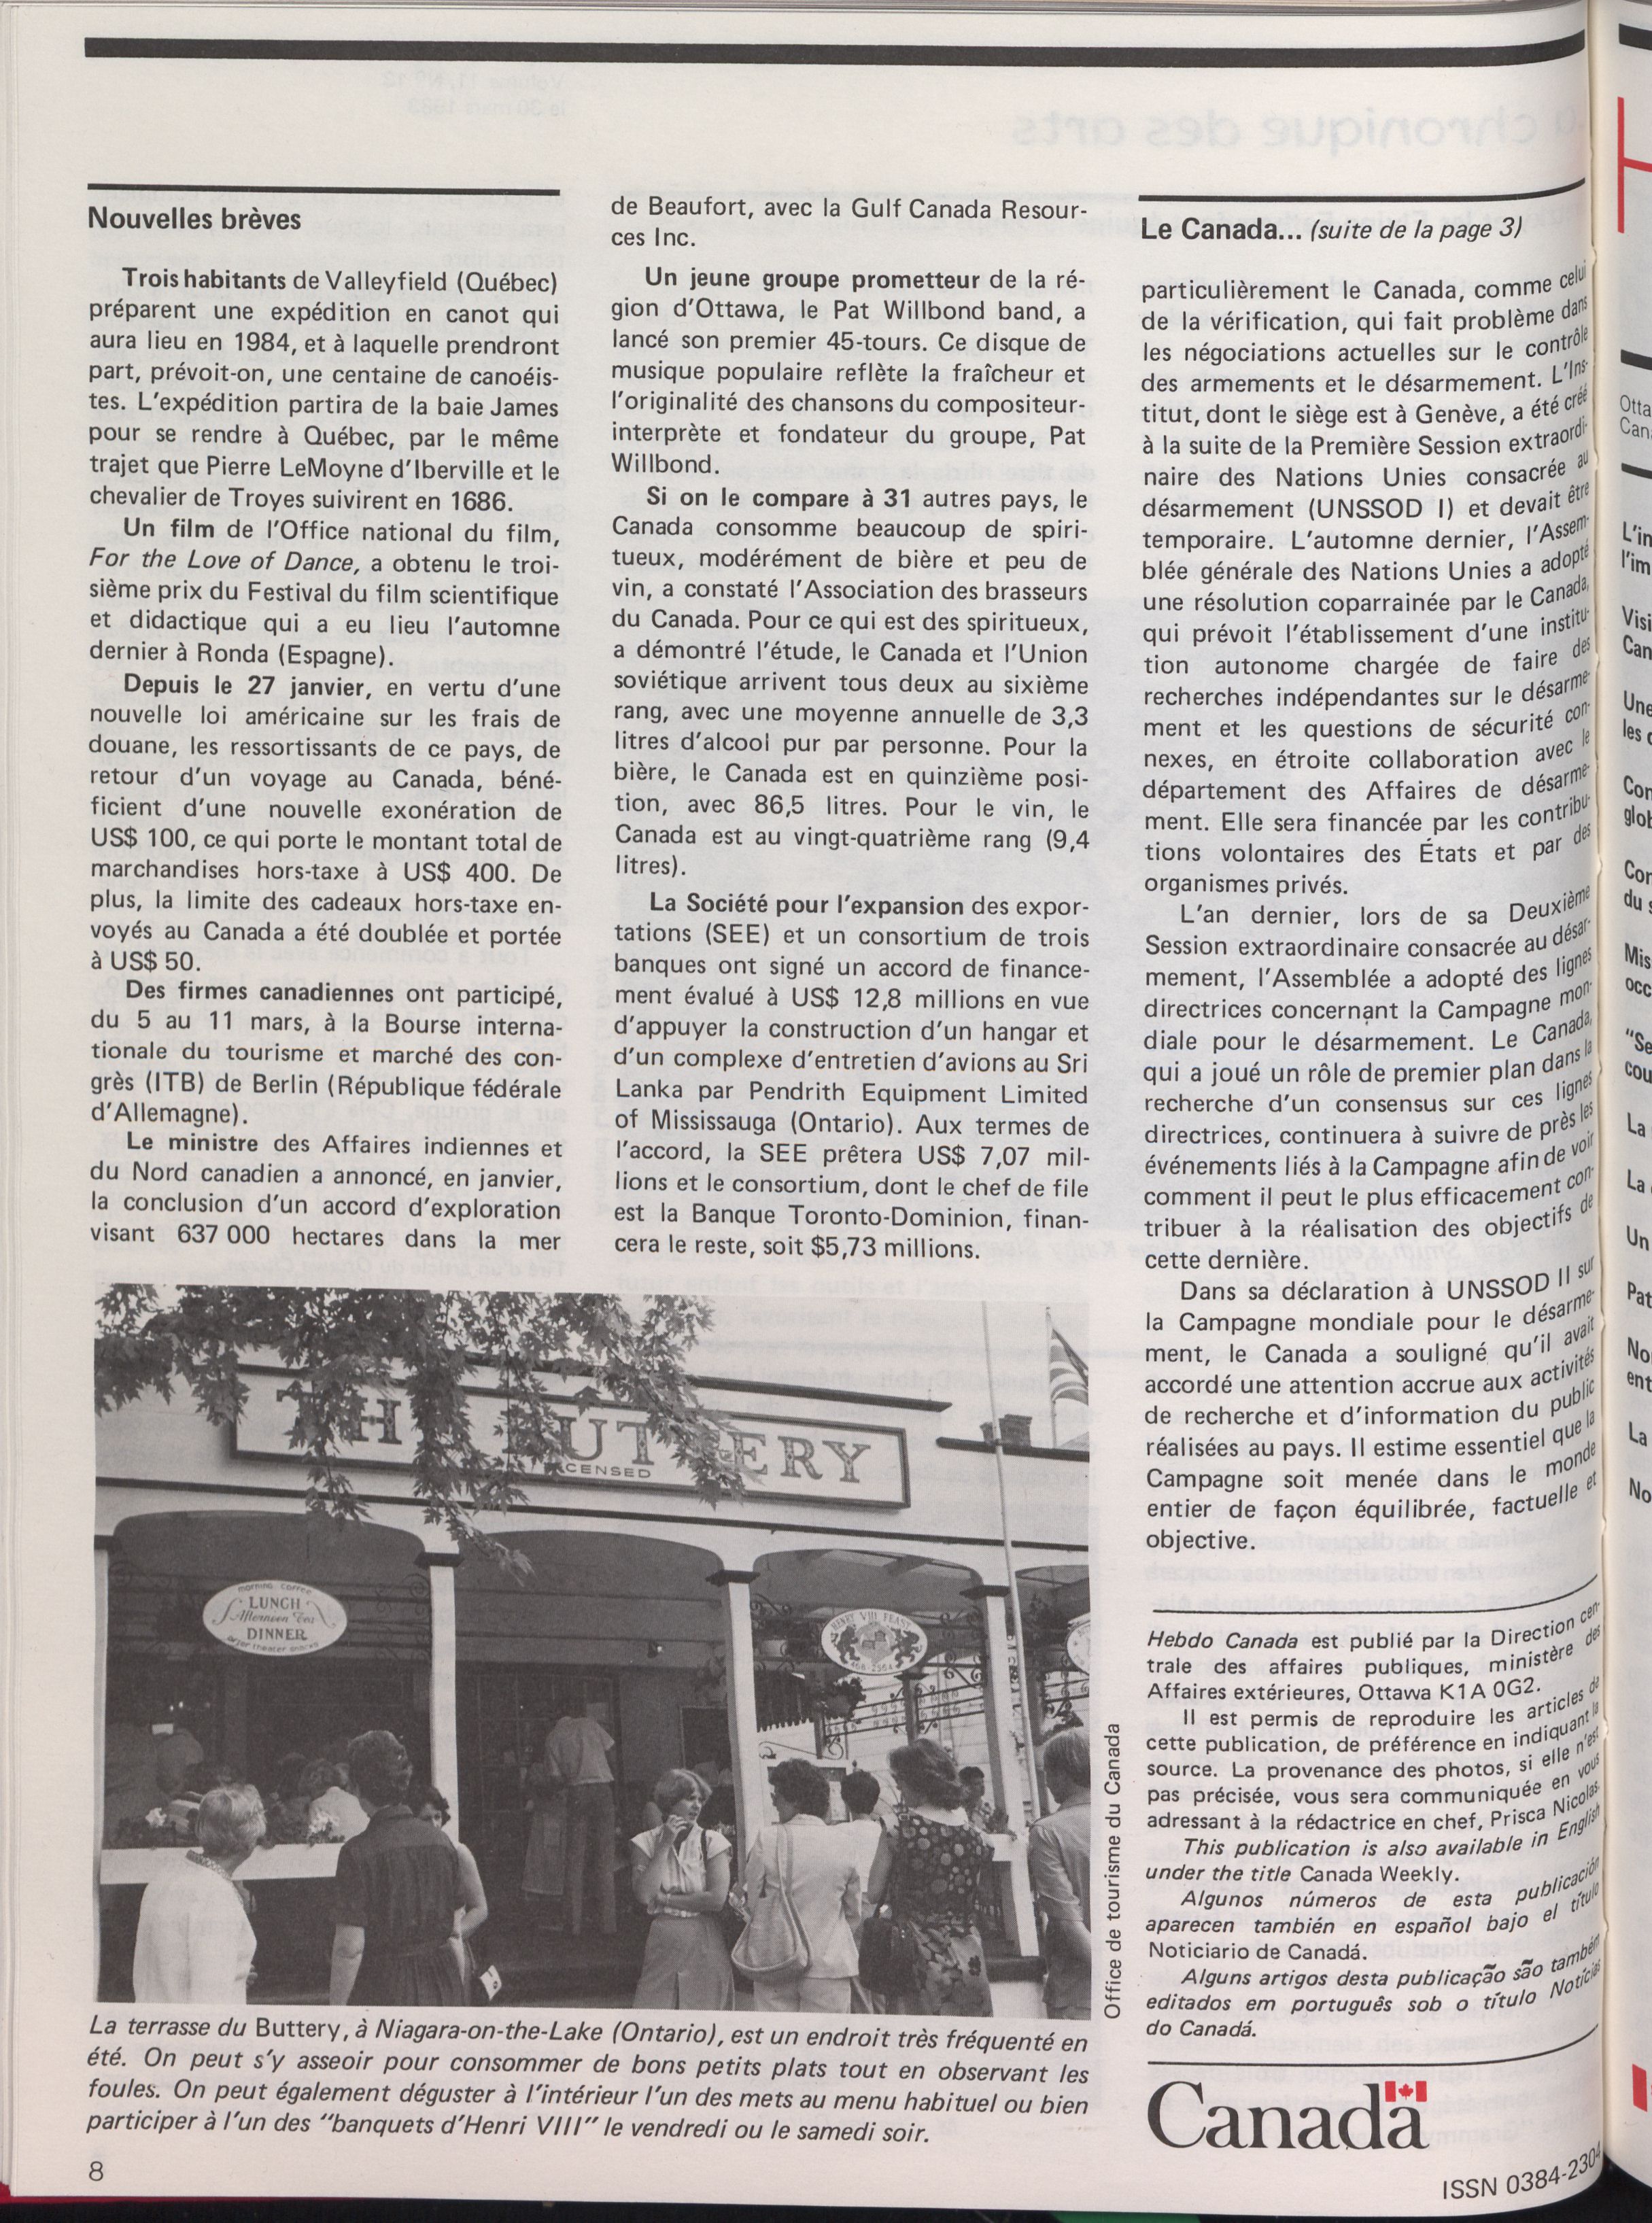 Nouvelles brèves
Trois habitants de Valleyfield (Québec)
préparent une expédition en canot qui
aura lieu en 1984, et à laquelle prendront
part, prévoit-on, une centaine de canoéis-
tes. L'expédition partira de la baie James
pour se rendre à Québec, par le même
trajet que Pierre LeMoyne d'Iberville et le
chevalier de Troyes suivirent en 1686.
Un film de l'Office national du film,
For the Love of Dance, a obtenu le troi-
sième prix du Festival du film scientifique
et didactique qui a eu lieu l'automne
dernier à Ronda (Espagne).
Depuis le 27 janvier, en vertu d'une
nouvelle loi américaine sur les frais de
douane, les ressortissants de ce pays, de
retour d'un voyage au Canada, béné-
ficient d'une nouvelle exonération de
US$ 100, ce qui porte le montant total de
marchandises hors-taxe à US$ 400. De
plus, la limite des cadeaux hors-taxe en-
voyés au Canada a été doublée et portée
à US$ 50.
Des firmes canadiennes ont participé,
du 5 au 11 mars, à la Bourse interna-
tionale du tourisme et marché des con-
grès (ITB) de Berlin (République fédérale
d'Allemagne).
Le ministre des Affaires indiennes et
du Nord canadien a annoncé, en janvier,
la conclusion d'un accord d'exploration
visant 637 000 hectares dans la mer
de Beaufort, avec la Gulf Canada Resour-
ces Inc.
Un jeune groupe prometteur de la ré-
gion d'Ottawa, le Pat Willbond band, a
lancé son premier 45-tours. Ce disque de
musique populaire reflète la fraîcheur et
l'originalité des chansons du compositeur-
interprète et fondateur du groupe, Pat
Willbond.
Si on le compare à 31 autres pays, le
Canada consomme beaucoup de spiri-
tueux, modérément de bière et peu de
vin, a constaté l'Association des brasseurs
du Canada. Pour ce qui est des spiritueux,
a démontré l'étude, le Canada et l'Union
soviétique arrivent tous deux au sixième
rang, avec une moyenne annuelle de 3,3
litres d'alcool pur par personne. Pour la
bière, le Canada est en quinzième posi-
tion, avec 86,5 litres. Pour le vin, le
Canada est au vingt-quatrième rang (9,4
litres).
La Société pour l'expansion des expor-
tations (SEE) et un consortium de trois
banques ont signé un accord de finance-
ment évalué à US$ 12,8 millions en vue
d'appuyer la construction d'un hangar et
d'un complexe d'entretien d'avions au Sri
Lanka par Pendrith Equipment Limited
of Mississauga (Ontario). Aux termes de
l'accord, la SEE prêtera US$ 7,07 mil-
lions et le consortium, dont le chef de file
est la Banque Toronto-Dominion, finan-
cera le reste, soit $5,73 millions.
Le Canada... (suite de la page 3)
particulièrement le Canada, comme celui
de la vérification, qui fait problème dans
les négociations actuelles sur le contrôle
des armements et le désarmement. L'Ins-
titut, dont le siège est à Genève, a été créé
à la suite de la Première Session extraordi-
naire des Nations Unies consacrée au
désarmement (UNSSOD I) et devait être
temporaire. L'automne dernier, l'Assem-
blée générale des Nations Unies a adopté
une résolution coparrainée par le Canada,
qui prévoit l'établissement d'une institu-
tion autonome chargée de faire des
recherches indépendantes sur le désarme-
ment et les questions de sécurité con-
nexes, en étroite collaboration avec le
département des Affaires de désarme-
ment. Elle sera financée par les contribu-
tions volontaires des États et par des
organismes privés.
L'an dernier, lors de sa Deuxième
Session extraordinaire consacrée au désar-
mement, l'Assemblée a adopté des lignes
directrices concernant la Campagne mon-
diale pour le désarmement. Le Canada,
qui a joué un rôle de premier plan dans la
recherche d'un consensus sur ces lignes
directrices, continuera à suivre de près les
événements liés à la Campagne afin de voir
comment il peut le plus efficacement con-
tribuer à la réalisation des objectifs de
cette dernière.
Dans sa déclaration à UNSSOD II sur
la Campagne mondiale pour le désarme-
ment, le Canada a souligné qu'il avait
accordé une attention accrue aux activités
de recherche et d'information du public
réalisées au pays. Il estime essentiel que la
Campagne soit menée dans le monde
entier de façon équilibrée, factuelle et
objective.
TH BUTTERY
CENSED
morning coffee
LUNCH
Afternoon Tea
DINNER
after theater snacks
HENRY VIII FEAST
468-2564
Office de tourisme du Canada
La terrasse du Buttery, à Niagara-on-the-Lake (Ontario), est un endroit très fréquenté en
été. On peut s'y asseoir pour consommer de bons petits plats tout en observant les
foules. On peut également déguster à l'intérieur l'un des mets au menu habituel ou bien
participer à l'un des "banquets d'Henri VIII" le vendredi ou le samedi soir.
8
Hebdo Canada est publié par la Direction cen-
trale des affaires publiques, ministère des
Affaires extérieures, Ottawa K1A 0G2.
Il est permis de reproduire les articles de
cette publication, de préférence en indiquant la
source. La provenance des photos, si elle n'est
pas précisée, vous sera communiquée en vous
adressant à la rédactrice en chef, Prisca Nicolas.
This publication is also available in English
under the title Canada Weekly.
Algunos números de esta publicación
aparecen también en español bajo el título
Noticiario de Canadá.
Alguns artigos desta publicação são também
editados em português sob o título Notícias
do Canadá.
Canada
ISSN 0384-2304
Otta
Can
L'in
l'im
Visi
Can
Une
les
Con
glo
Cor
du
Mis
occ
"Se
cou
La
La
Un
Pat
No
ent
La
No